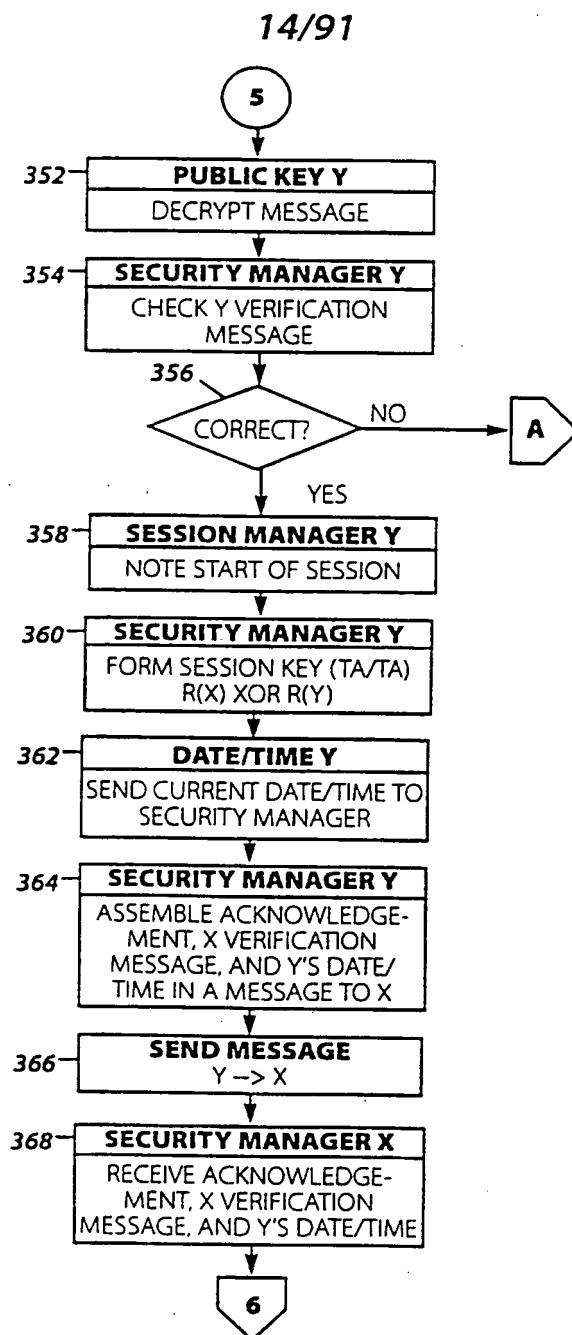 14/91
5
352
PUBLIC KEY Y
DECRYPT MESSAGE
354
SECURITY MANAGER Y
CHECK Y VERIFICATION
MESSAGE
356
CORRECT?
NO
A
YES
358
SESSION MANAGER Y
NOTE START OF SESSION
360
SECURITY MANAGER Y
FORM SESSION KEY (TA/TA)
R(X) XOR R(Y)
362
DATE/TIME Y
SEND CURRENT DATE/TIME TO
SECURITY MANAGER
364
SECURITY MANAGER Y
ASSEMBLE ACKNOWLEDGE-
MENT, X VERIFICATION
MESSAGE, AND Y'S DATE/
TIME IN A MESSAGE TO X
366
SEND MESSAGE
Y –> X
368
SECURITY MANAGER X
RECEIVE ACKNOWLEDGE-
MENT, X VERIFICATION
MESSAGE, AND Y'S DATE/TIME
6